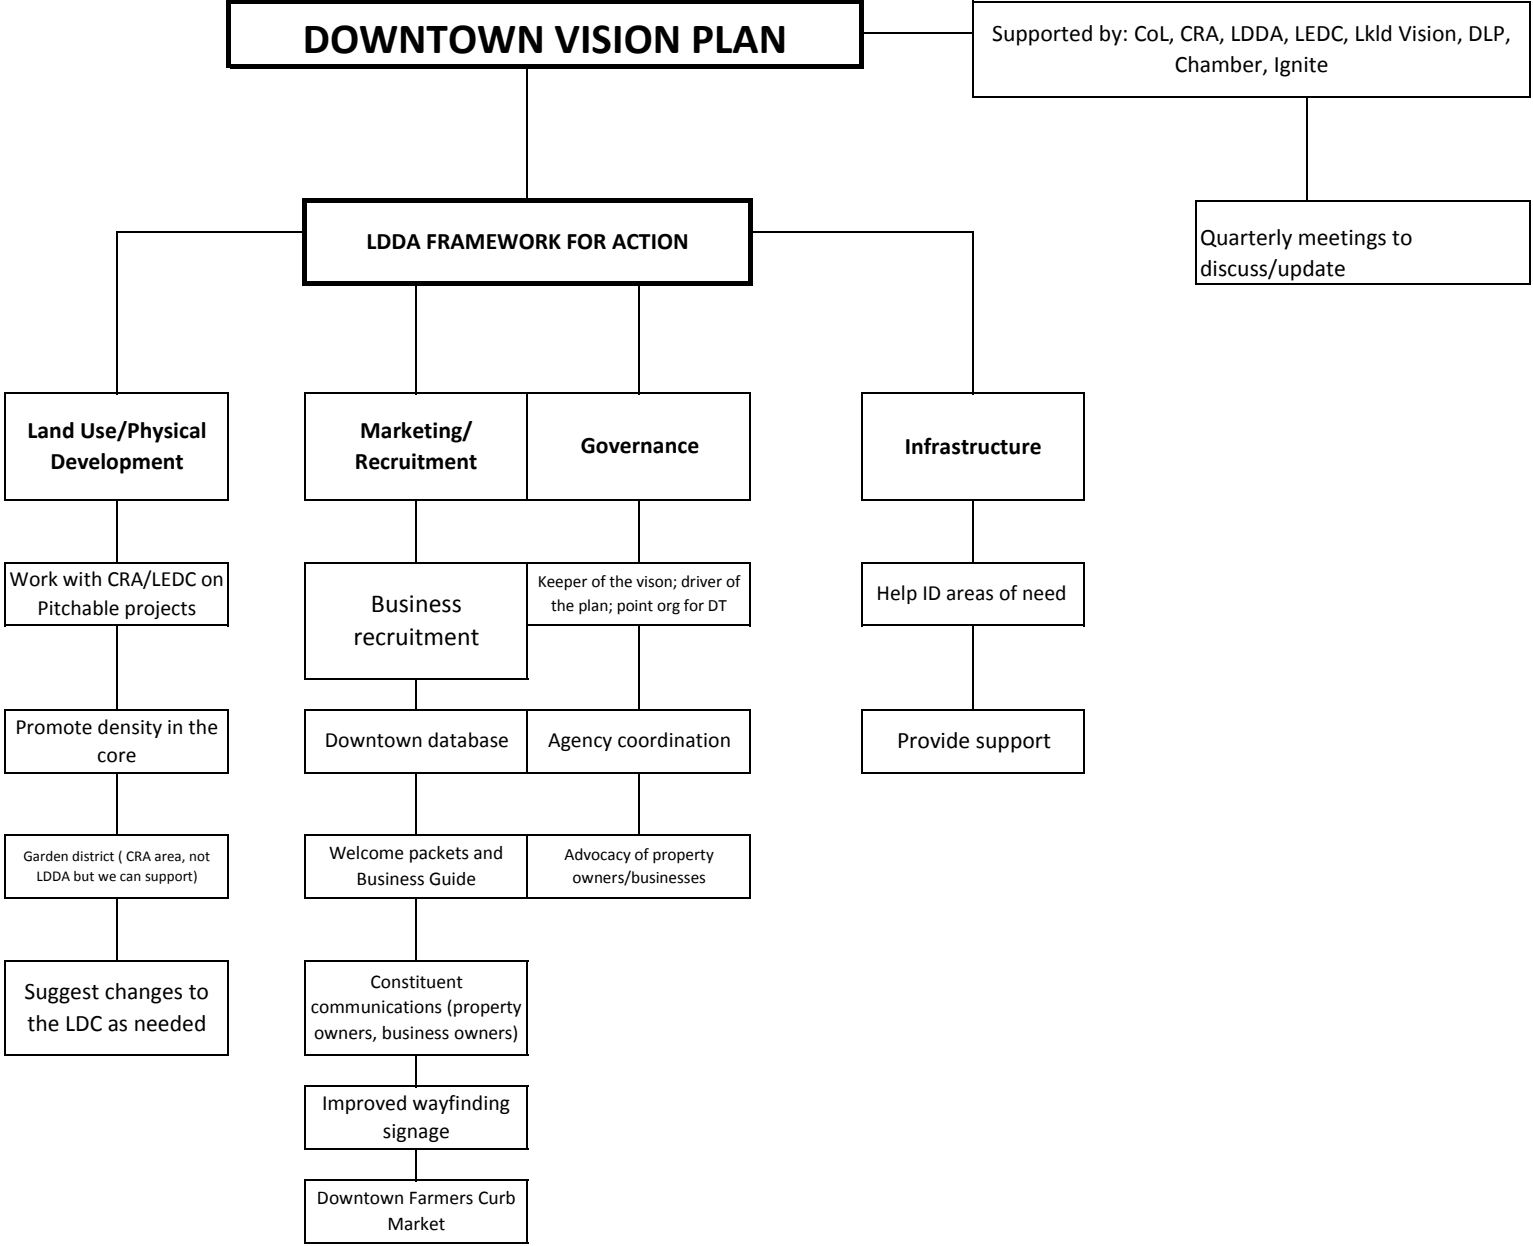 DOWNTOWN VISION PLAN
Supported by: CoL, CRA, LDDA, LEDC, Lkld Vision, DLP,
Chamber, Ignite
LDDA FRAMEWORK FOR ACTION
Quarterly meetings to
discuss/update
Land Use/Physical
Development
Marketing/
Recruitment
Governance
Infrastructure
Work with CRA/LEDC on
Pitchable projects
Business
recruitment
Keeper of the vison; driver of
the plan; point org for DT
Help ID areas of need
Promote density in the
core
Downtown database
Agency coordination
Provide support
Garden district ( CRA area, not
LDDA but we can support)
Welcome packets and
Business Guide
Advocacy of property
owners/businesses
Suggest changes to
the LDC as needed
Constituent
communications (property
owners, business owners)
Improved wayfinding
signage
Downtown Farmers Curb
Market